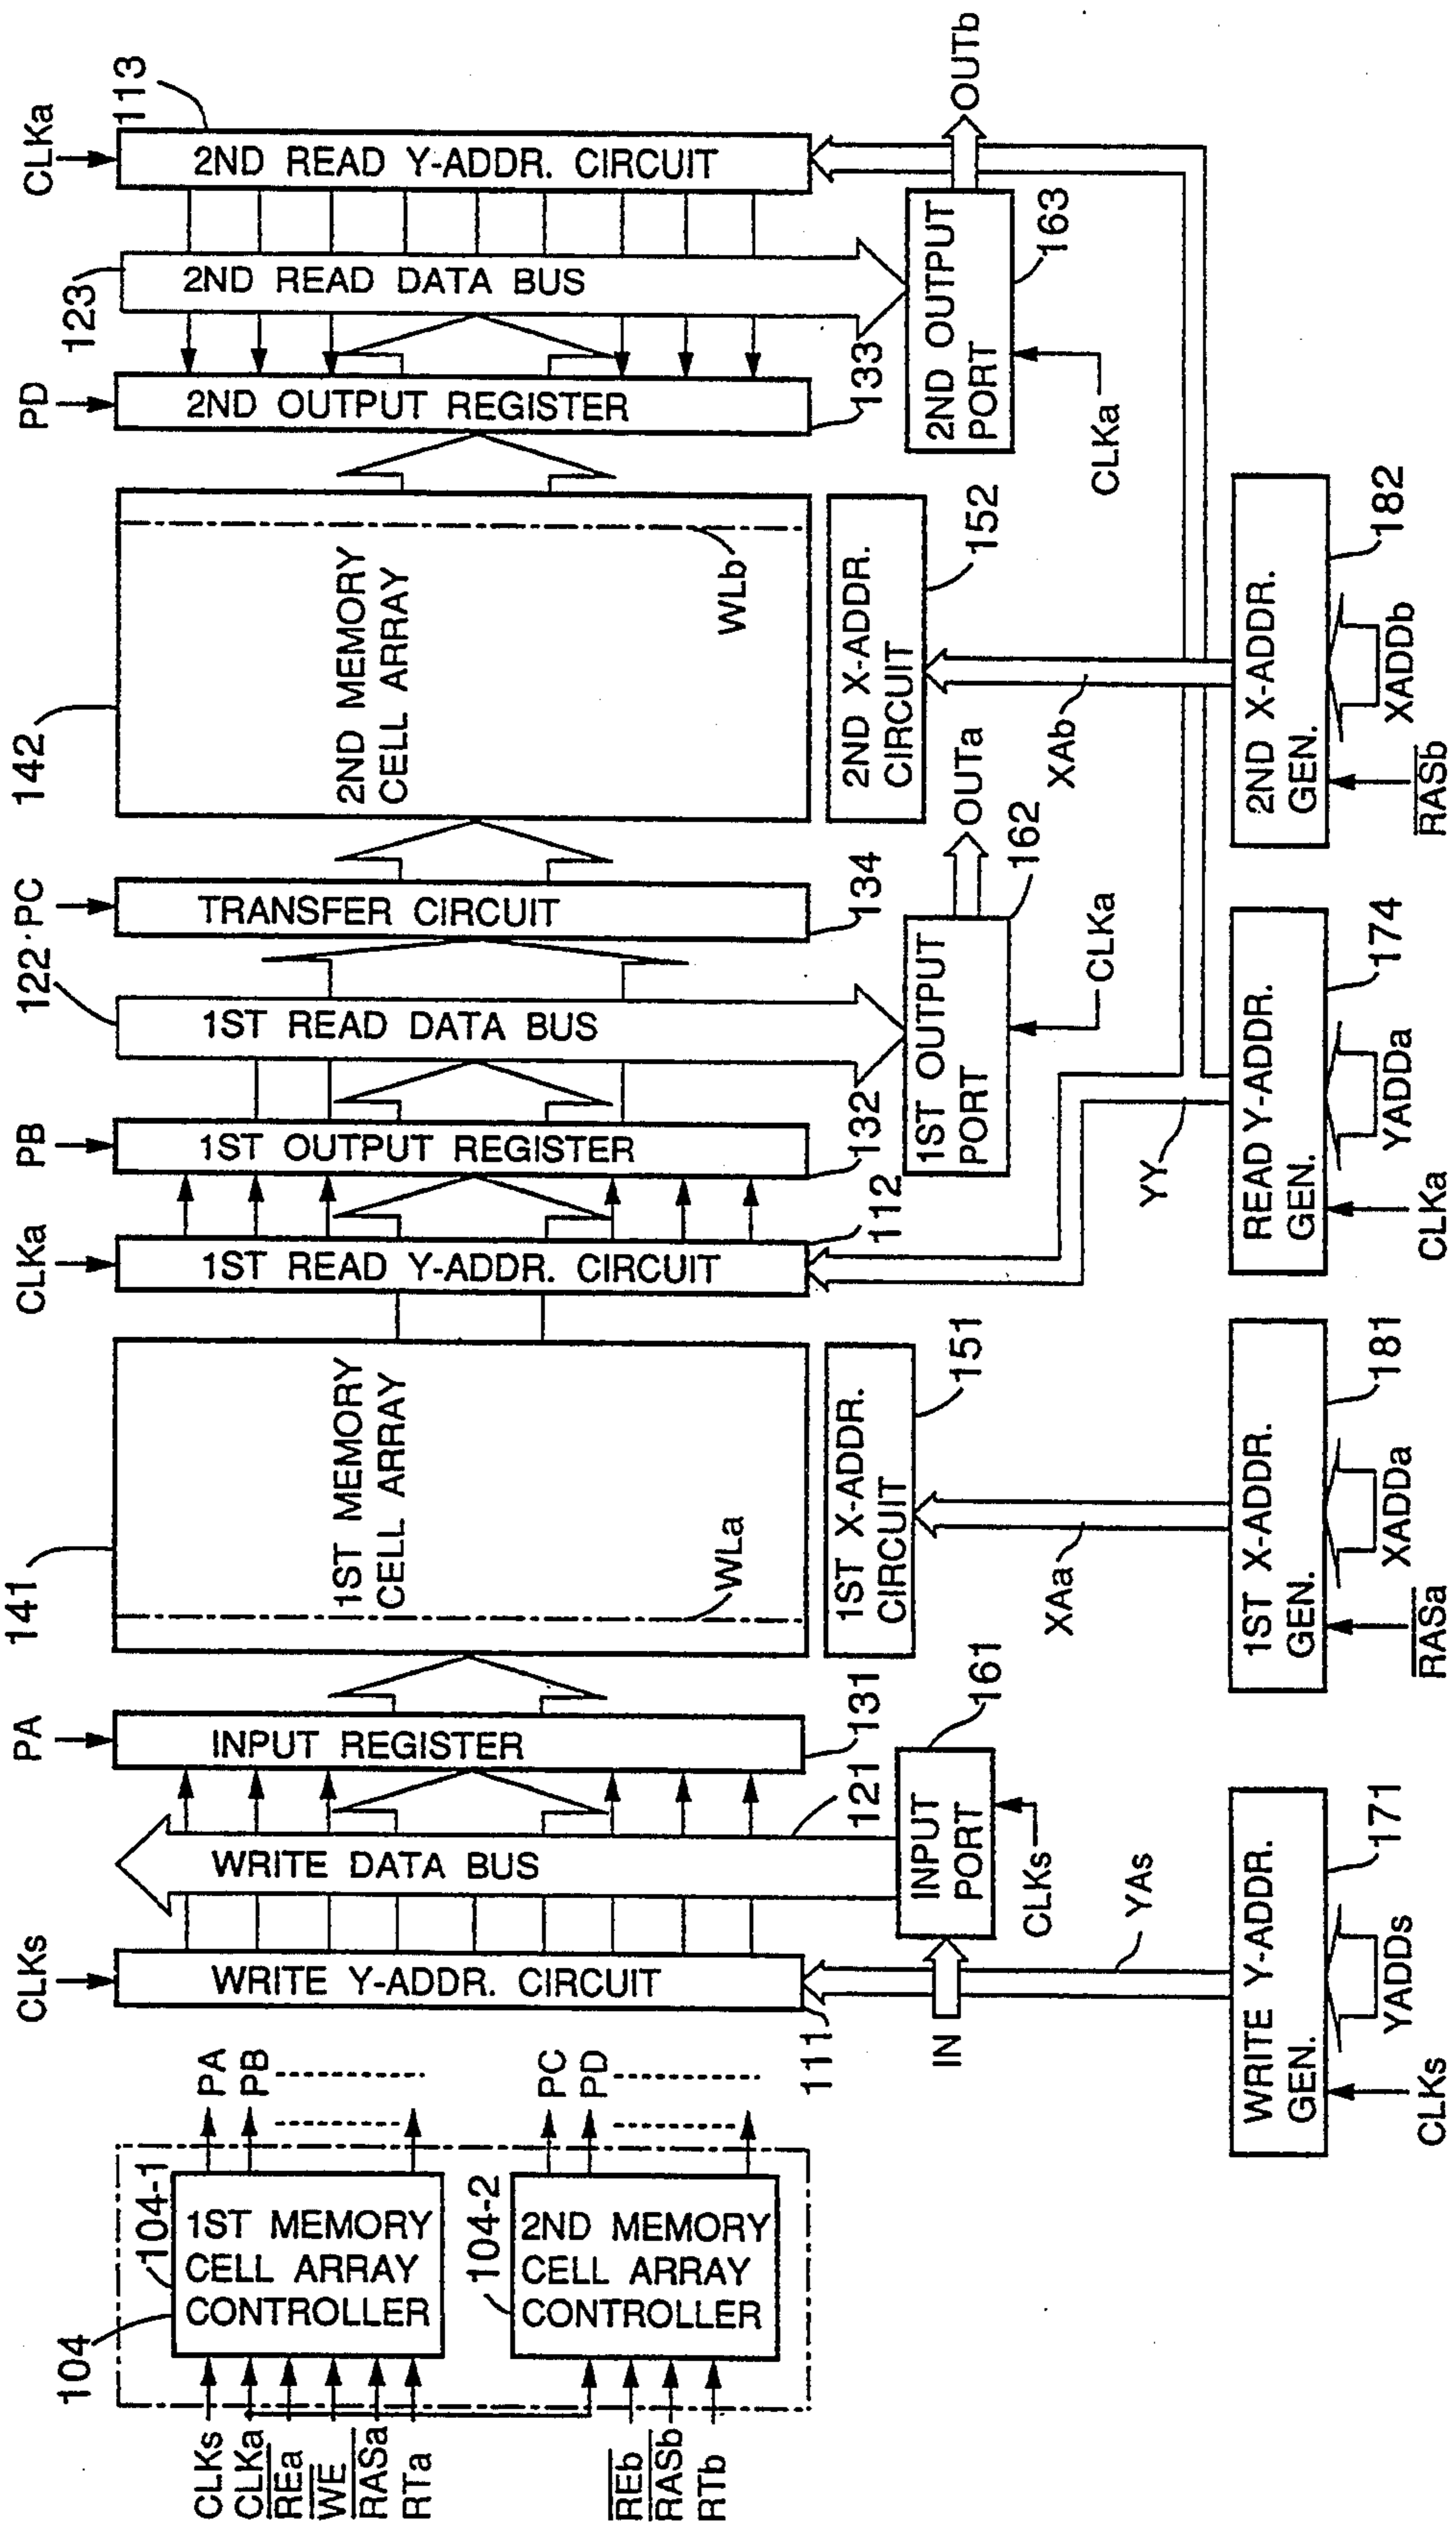 CLKs
CLKa
REa
WE
RASa
RTa
REb
RASb
RTb
104
104-1
1ST MEMORY
CELL ARRAY
CONTROLLER
104-2
2ND MEMORY
CELL ARRAY
CONTROLLER
PA
PB
PC
PD
CLKs
WRITE Y-ADDR. CIRCUIT
111
WRITE DATA BUS
121
PA
INPUT REGISTER
131
IN
INPUT
PORT
161
CLKs
YAs
WRITE Y-ADDR.
GEN.
171
CLKs
YADDs
141
1ST MEMORY
CELL ARRAY
WLa
1ST X-ADDR.
CIRCUIT
151
XAa
1ST X-ADDR.
GEN.
181
RASa
XADDa
CLKa
1ST READ Y-ADDR. CIRCUIT
112
PB
1ST OUTPUT REGISTER
132
122
1ST READ DATA BUS
1ST OUTPUT
PORT
162
OUTa
CLKa
YY
READ Y-ADDR.
GEN.
174
CLKa
YADDa
PC
TRANSFER CIRCUIT
134
142
2ND MEMORY
CELL ARRAY
WLb
2ND X-ADDR.
CIRCUIT
152
XAb
2ND X-ADDR.
GEN.
182
RASb
XADDb
PD
2ND OUTPUT REGISTER
133
123
2ND READ DATA BUS
2ND OUTPUT
PORT
163
OUTb
CLKa
CLKa
2ND READ Y-ADDR. CIRCUIT
113